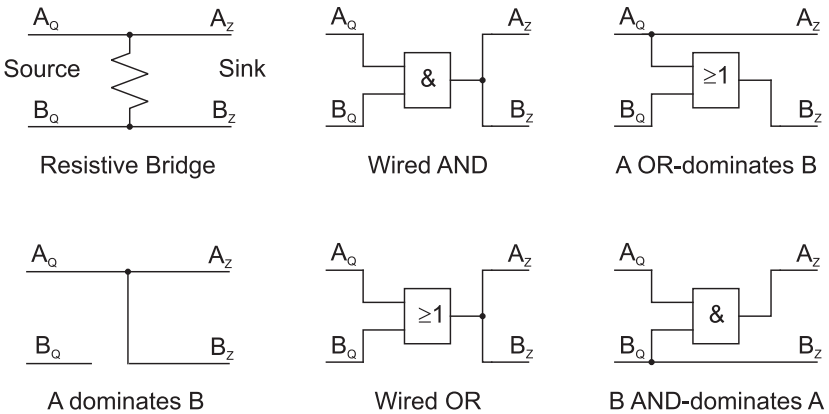 A_Q A_Z A_Q A_Z A_Q A_Z
Source Sink & ≥1
B_Q B_Z B_Q B_Z B_Q B_Z
Resistive Bridge Wired AND A OR-dominates B
A_Q A_Z A_Q A_Z A_Q A_Z
≥1 &
B_Q B_Z B_Q B_Z B_Q B_Z
A dominates B Wired OR B AND-dominates A